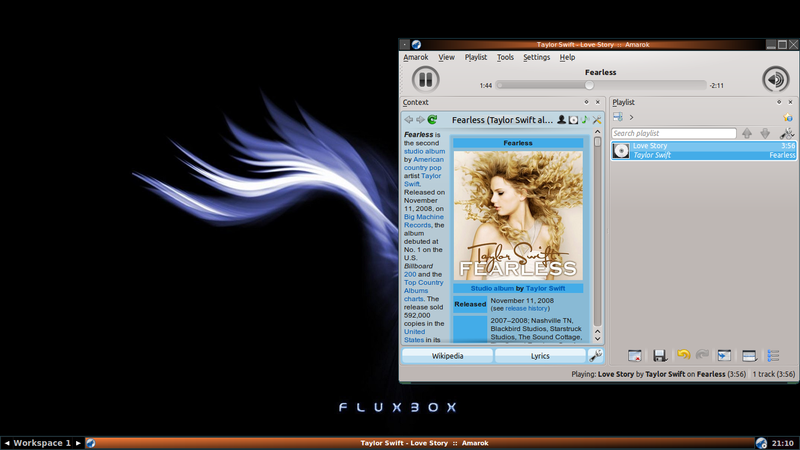 Taylor Swift - Love Story :: Amarok
Amarok View Playlist Tools Settings Help
Fearless
1:44
-2:11
Context
Fearless (Taylor Swift al...
Fearless is
the second
studio album
by American
country pop
artist Taylor
Swift.
Released on
November
11, 2008, on
Big Machine
Records, the
album
debuted at
No. 1 on the
U.S.
Billboard
200 and the
Top Country
Albums
charts. The
release sold
592,000
copies in the
United
States in its
Fearless
Taylor Swift
FEARLESS
Studio album by Taylor Swift
Released
November 11, 2008
(see release history)
2007–2008; Nashville TN,
Blackbird Studios, Starstruck
Studios, The Sound Cottage,
Wikipedia
Lyrics
Playlist
Search playlist
Love Story 3:56
Taylor Swift Fearless
Playing: Love Story by Taylor Swift on Fearless (3:56)
1 track (3:56)
FLUXBOX
Workspace 1
Taylor Swift - Love Story :: Amarok
21:10